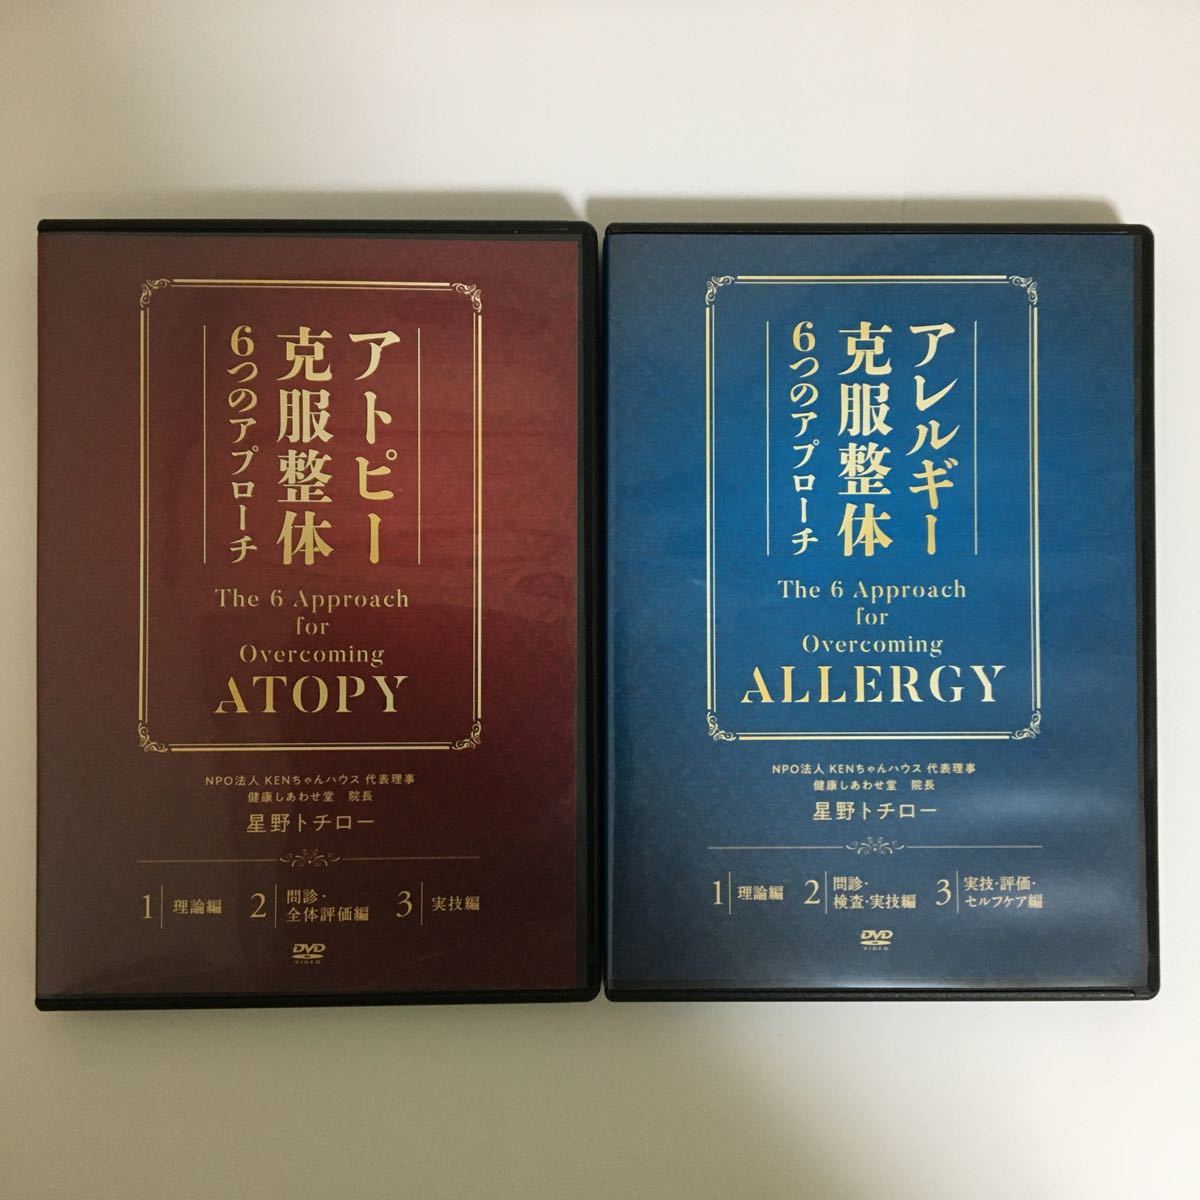 アトピー
克服整体
6つのアプローチ
The 6 Approach
for
Overcoming
ATOPY
NPO法人 KENちゃんハウス 代表理事
健康しあわせ堂　院長
星野トチロー
1 理論編
2 問診・
全体評価編
3 実技編
DVD
VIDEO
アレルギー
克服整体
6つのアプローチ
The 6 Approach
for
Overcoming
ALLERGY
NPO法人 KENちゃんハウス 代表理事
健康しあわせ堂　院長
星野トチロー
1 理論編
2 問診・
検査・実技編
3 実技・評価・
セルフケア編
DVD
VIDEO